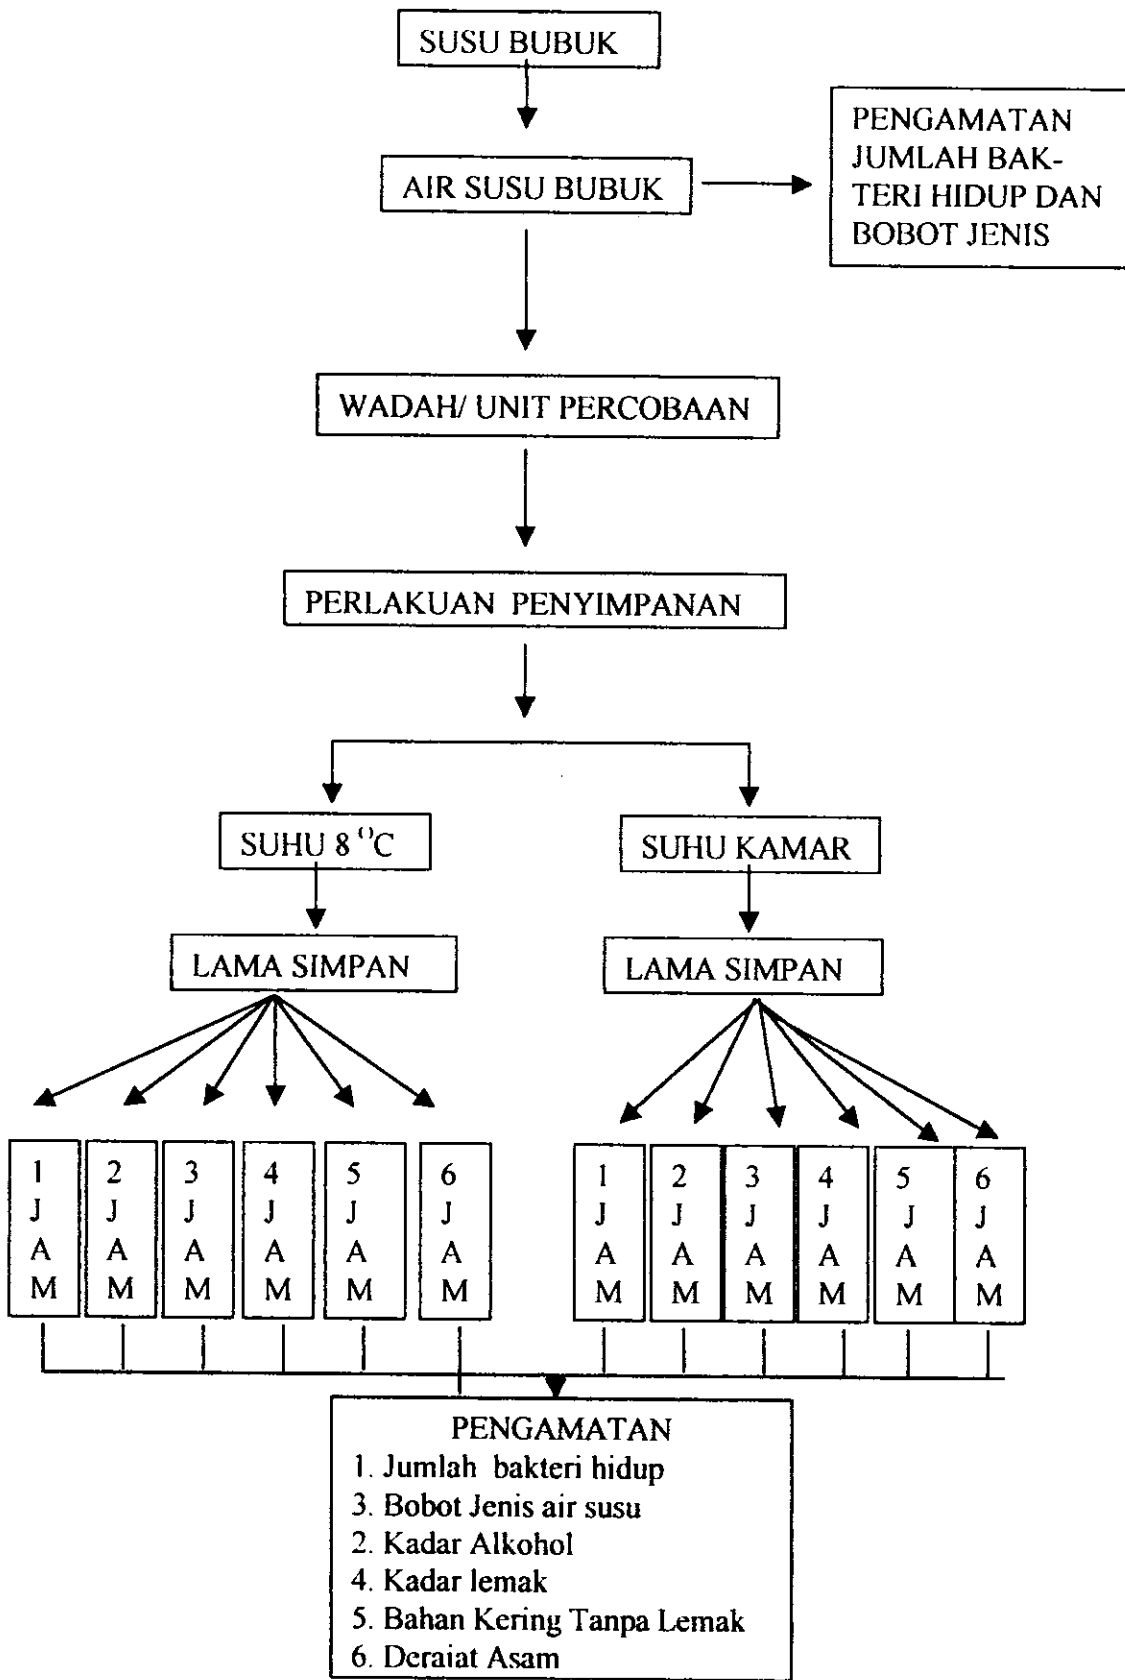 SUSU BUBUK
AIR SUSU BUBUK
PENGAMATAN
JUMLAH BAK-
TERI HIDUP DAN
BOBOT JENIS
WADAH/ UNIT PERCOBAAN
PERLAKUAN PENYIMPANAN
SUHU 8 °C
SUHU KAMAR
LAMA SIMPAN
LAMA SIMPAN
1 JAM
2 JAM
3 JAM
4 JAM
5 JAM
6 JAM
1 JAM
2 JAM
3 JAM
4 JAM
5 JAM
6 JAM
PENGAMATAN
1. Jumlah bakteri hidup
3. Bobot Jenis air susu
2. Kadar Alkohol
4. Kadar lemak
5. Bahan Kering Tanpa Lemak
6. Deraiat Asam